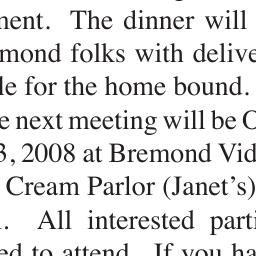 ment. The dinner will
mond folks with delive
le for the home bound.
e next meeting will be O
3, 2008 at Bremond Vid
Cream Parlor (Janet's)
. All interested parti
ed to attend. If you ha